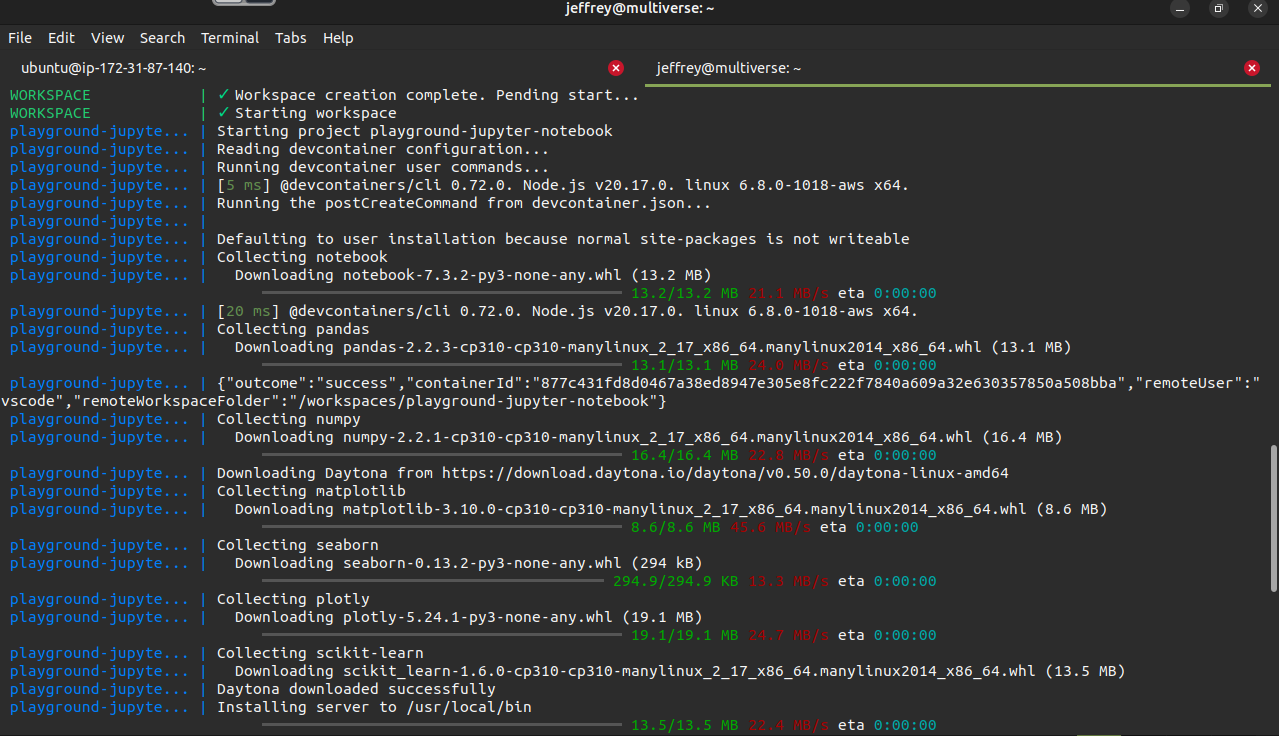 jeffrey@multiverse: ~
File Edit View Search Terminal Tabs Help
ubuntu@ip-172-31-87-140: ~ jeffrey@multiverse: ~
WORKSPACE | ✓ Workspace creation complete. Pending start...
WORKSPACE | ✓ Starting workspace
playground-jupyte... | Starting project playground-jupyter-notebook
playground-jupyte... | Reading devcontainer configuration...
playground-jupyte... | Running devcontainer user commands...
playground-jupyte... | [5 ms] @devcontainers/cli 0.72.0. Node.js v20.17.0. linux 6.8.0-1018-aws x64.
playground-jupyte... | Running the postCreateCommand from devcontainer.json...
playground-jupyte... |
playground-jupyte... | Defaulting to user installation because normal site-packages is not writeable
playground-jupyte... | Collecting notebook
playground-jupyte... | Downloading notebook-7.3.2-py3-none-any.whl (13.2 MB)
13.2/13.2 MB 21.1 MB/s eta 0:00:00
playground-jupyte... | [20 ms] @devcontainers/cli 0.72.0. Node.js v20.17.0. linux 6.8.0-1018-aws x64.
playground-jupyte... | Collecting pandas
playground-jupyte... | Downloading pandas-2.2.3-cp310-cp310-manylinux_2_17_x86_64.manylinux2014_x86_64.whl (13.1 MB)
13.1/13.1 MB 24.0 MB/s eta 0:00:00
playground-jupyte... | {"outcome":"success","containerId":"877c431fd8d0467a38ed8947e305e8fc222f7840a609a32e630357850a508bba","remoteUser":"
vscode","remoteWorkspaceFolder":"/workspaces/playground-jupyter-notebook"}
playground-jupyte... | Collecting numpy
playground-jupyte... | Downloading numpy-2.2.1-cp310-cp310-manylinux_2_17_x86_64.manylinux2014_x86_64.whl (16.4 MB)
16.4/16.4 MB 22.8 MB/s eta 0:00:00
playground-jupyte... | Downloading Daytona from https://download.daytona.io/daytona/v0.50.0/daytona-linux-amd64
playground-jupyte... | Collecting matplotlib
playground-jupyte... | Downloading matplotlib-3.10.0-cp310-cp310-manylinux_2_17_x86_64.manylinux2014_x86_64.whl (8.6 MB)
8.6/8.6 MB 45.6 MB/s eta 0:00:00
playground-jupyte... | Collecting seaborn
playground-jupyte... | Downloading seaborn-0.13.2-py3-none-any.whl (294 kB)
294.9/294.9 KB 13.3 MB/s eta 0:00:00
playground-jupyte... | Collecting plotly
playground-jupyte... | Downloading plotly-5.24.1-py3-none-any.whl (19.1 MB)
19.1/19.1 MB 24.7 MB/s eta 0:00:00
playground-jupyte... | Collecting scikit-learn
playground-jupyte... | Downloading scikit_learn-1.6.0-cp310-cp310-manylinux_2_17_x86_64.manylinux2014_x86_64.whl (13.5 MB)
playground-jupyte... | Daytona downloaded successfully
playground-jupyte... | Installing server to /usr/local/bin
13.5/13.5 MB 22.4 MB/s eta 0:00:00